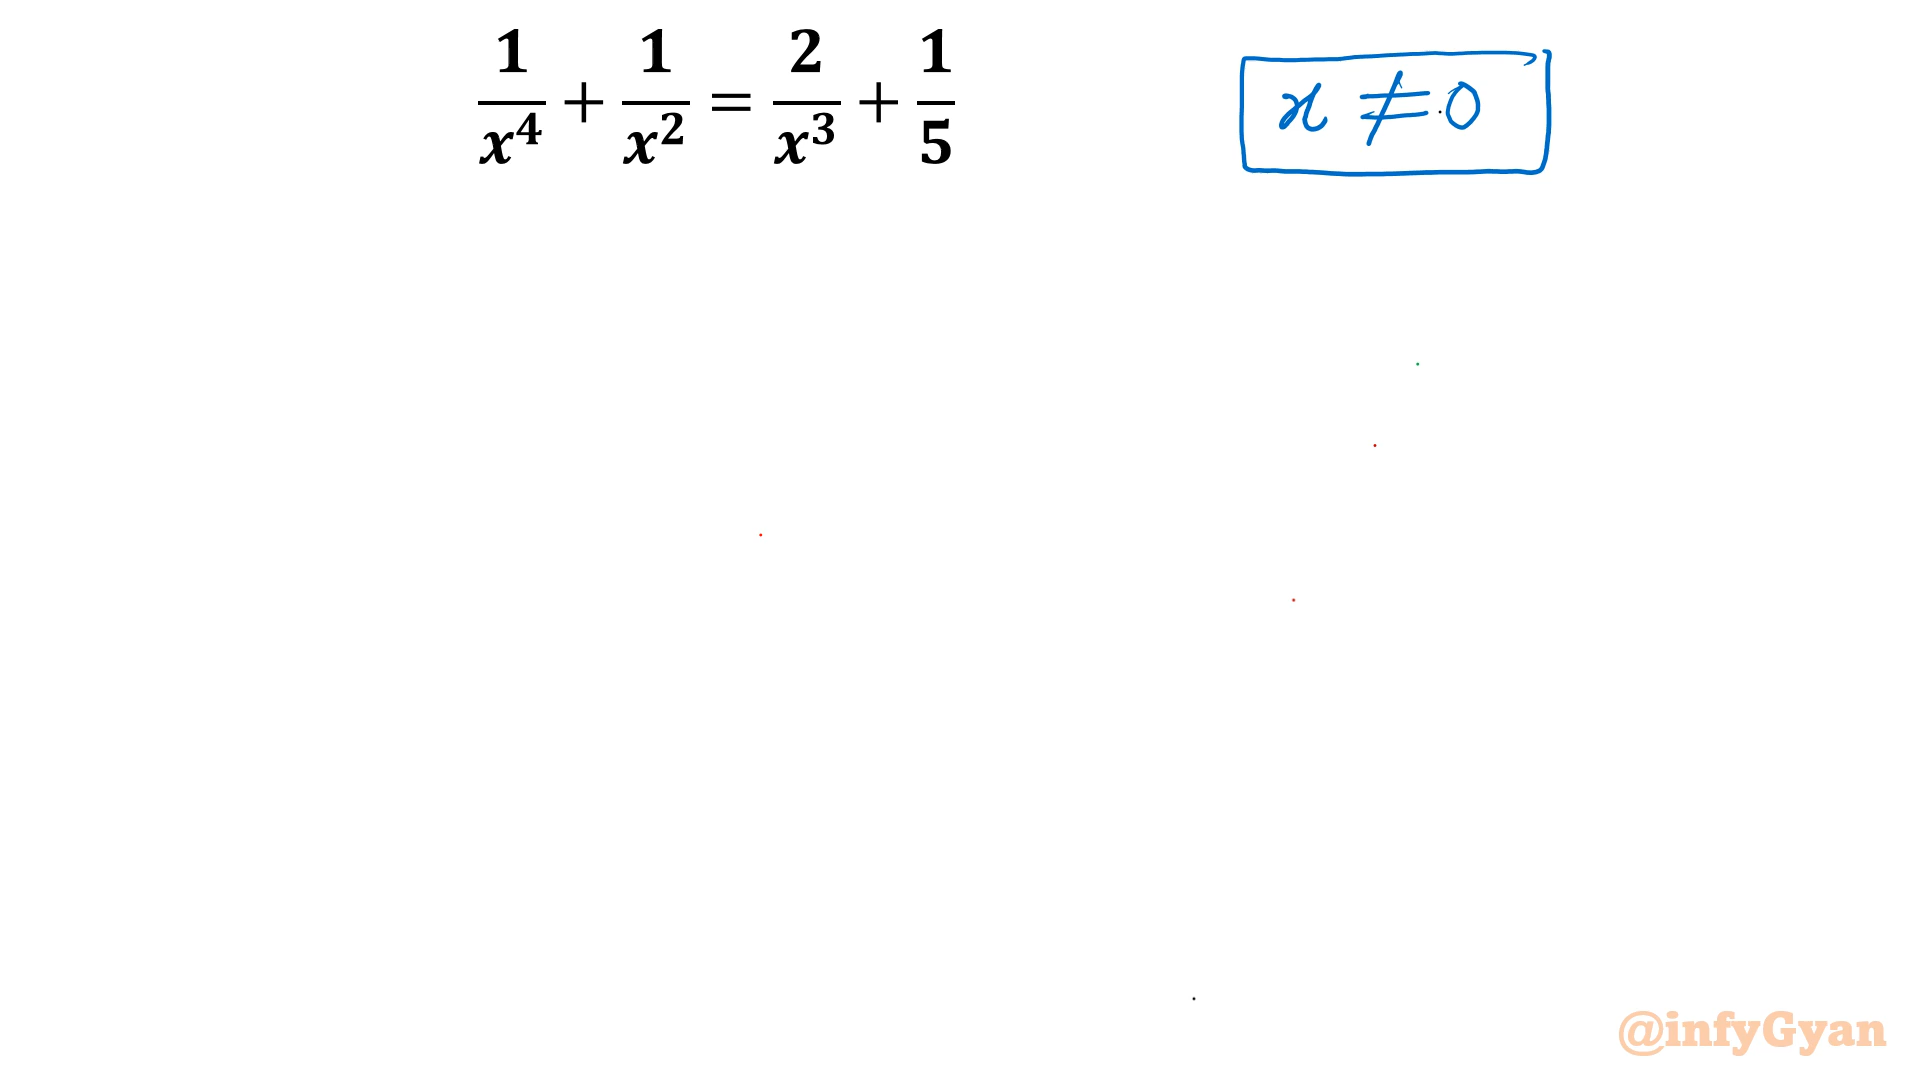 1/x⁴ + 1/x² = 2/x³ + 1/5
x ≠ 0
@infyGyan